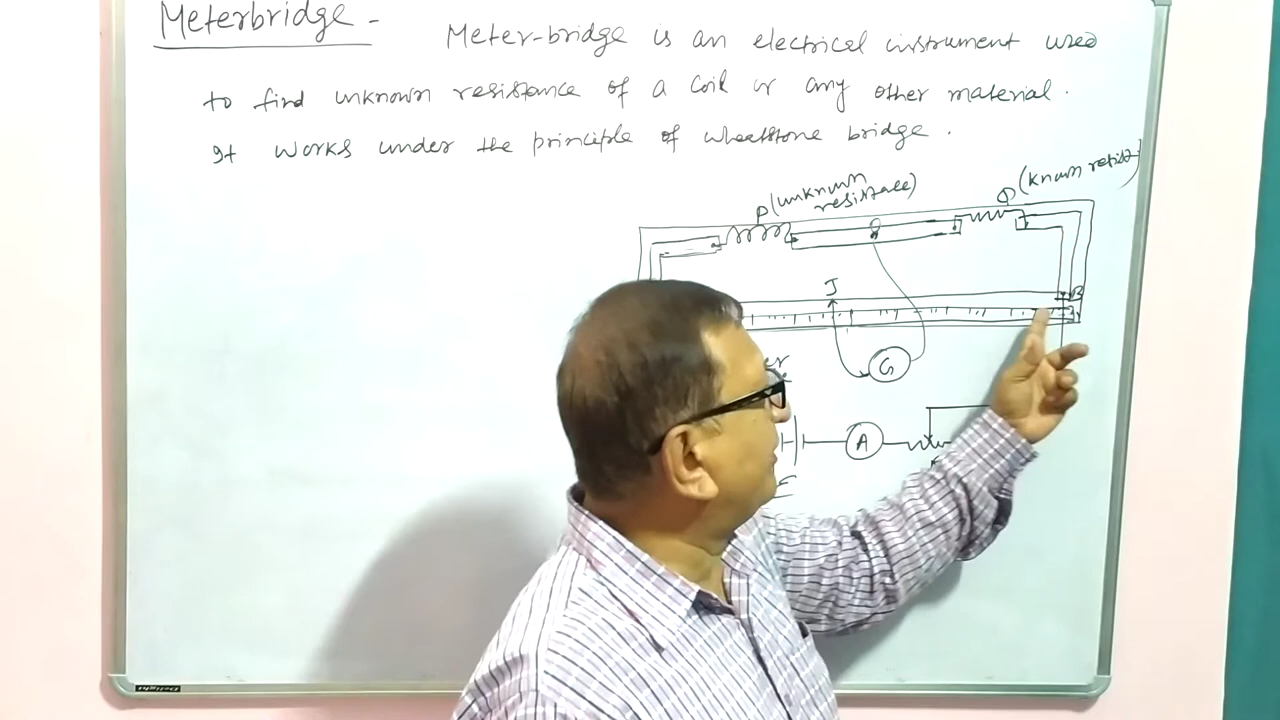 Meterbridge -
Meter-bridge is an electrical instrument used
to find unknown resistance of a coil or any other material.
It works under the principle of wheatstone bridge.
P (unknown
resistance)
Q (known resist
J
B
G
A
E